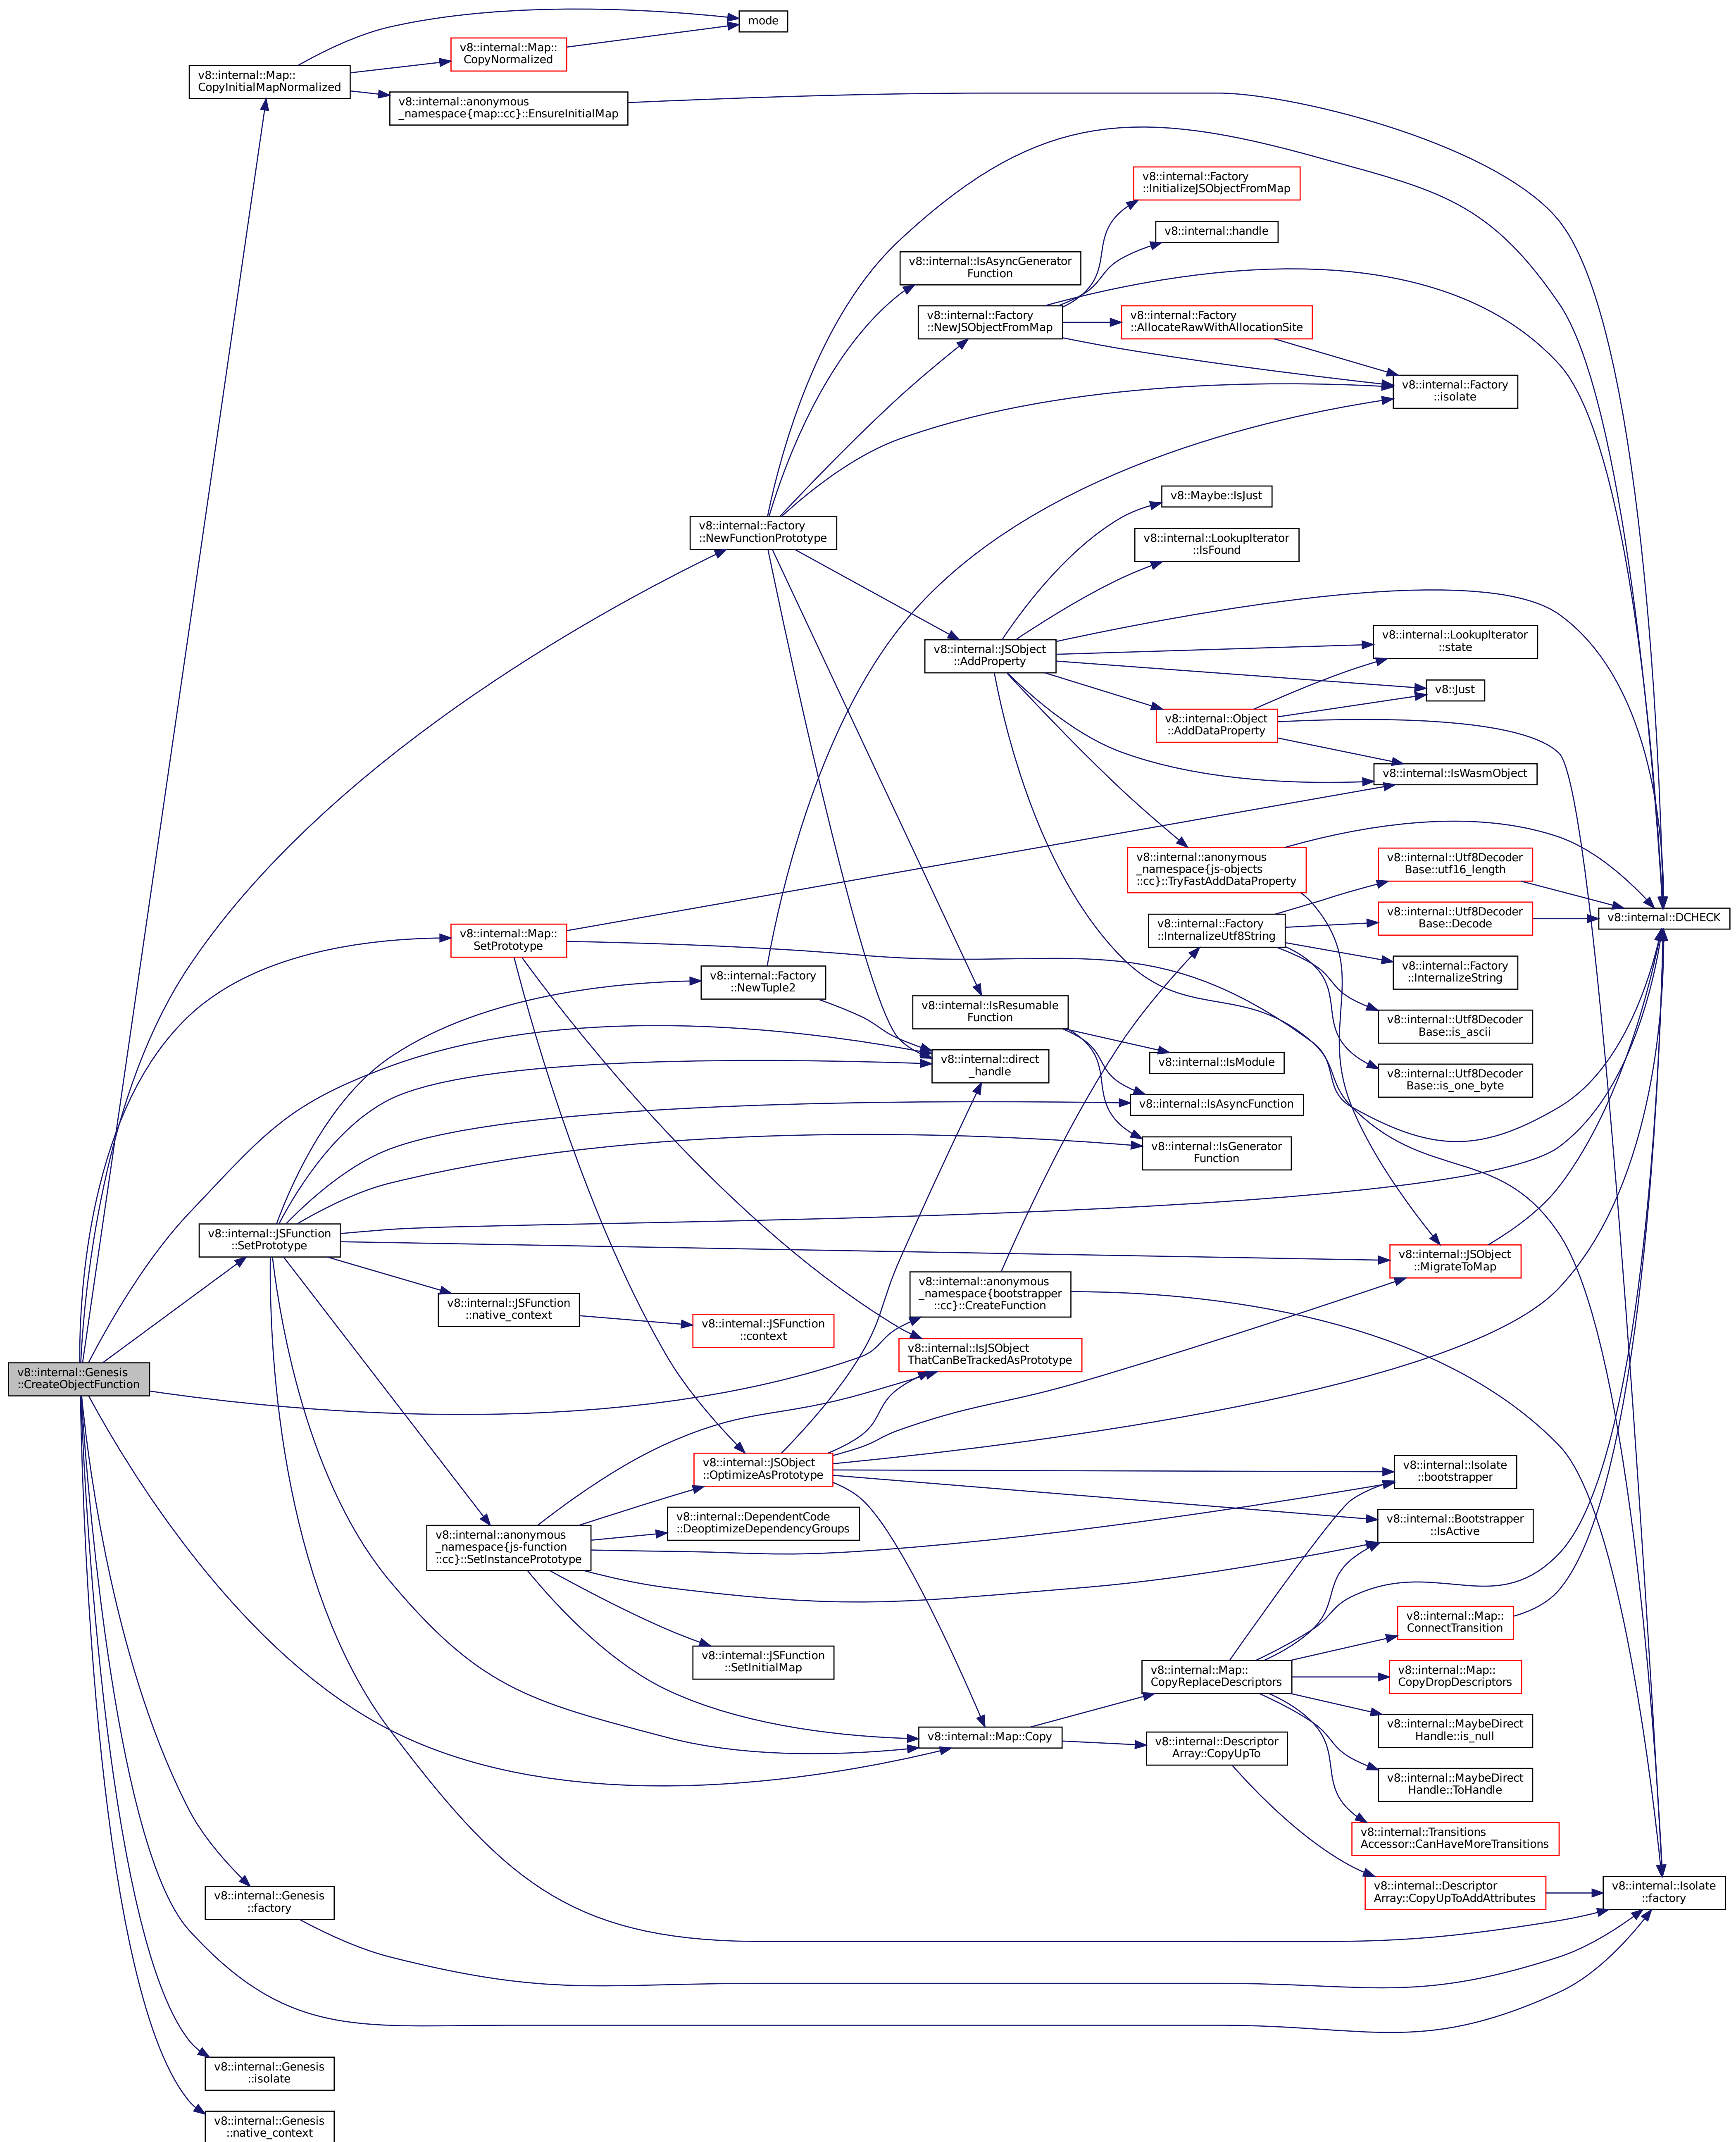 mode
v8::internal::Map::
CopyNormalized
v8::internal::Map::
CopyInitialMapNormalized
v8::internal::anonymous
_namespace{map::cc}::EnsureInitialMap
v8::internal::Factory
::InitializeJSObjectFromMap
v8::internal::handle
v8::internal::IsAsyncGenerator
Function
v8::internal::Factory
::NewJSObjectFromMap
v8::internal::Factory
::AllocateRawWithAllocationSite
v8::internal::Factory
::isolate
v8::Maybe::IsJust
v8::internal::Factory
::NewFunctionPrototype
v8::internal::LookupIterator
::IsFound
v8::internal::LookupIterator
::state
v8::internal::JSObject
::AddProperty
v8::Just
v8::internal::Object
::AddDataProperty
v8::internal::IsWasmObject
v8::internal::anonymous
_namespace{js-objects
::cc}::TryFastAddDataProperty
v8::internal::Utf8Decoder
Base::utf16_length
v8::internal::Factory
::InternalizeUtf8String
v8::internal::Utf8Decoder
Base::Decode
v8::internal::DCHECK
v8::internal::Map::
SetPrototype
v8::internal::Factory
::InternalizeString
v8::internal::Factory
::NewTuple2
v8::internal::IsResumable
Function
v8::internal::Utf8Decoder
Base::is_ascii
v8::internal::direct
_handle
v8::internal::IsModule
v8::internal::Utf8Decoder
Base::is_one_byte
v8::internal::IsAsyncFunction
v8::internal::IsGenerator
Function
v8::internal::JSFunction
::SetPrototype
v8::internal::JSObject
::MigrateToMap
v8::internal::anonymous
_namespace{bootstrapper
::cc}::CreateFunction
v8::internal::JSFunction
::native_context
v8::internal::JSFunction
::context
v8::internal::IsJSObject
ThatCanBeTrackedAsPrototype
v8::internal::Genesis
::CreateObjectFunction
v8::internal::JSObject
::OptimizeAsPrototype
v8::internal::Isolate
::bootstrapper
v8::internal::DependentCode
::DeoptimizeDependencyGroups
v8::internal::Bootstrapper
::IsActive
v8::internal::anonymous
_namespace{js-function
::cc}::SetInstancePrototype
v8::internal::Map::
ConnectTransition
v8::internal::JSFunction
::SetInitialMap
v8::internal::Map::
CopyReplaceDescriptors
v8::internal::Map::
CopyDropDescriptors
v8::internal::MaybeDirect
Handle::is_null
v8::internal::Map::Copy
v8::internal::Descriptor
Array::CopyUpTo
v8::internal::MaybeDirect
Handle::ToHandle
v8::internal::Transitions
Accessor::CanHaveMoreTransitions
v8::internal::Descriptor
Array::CopyUpToAddAttributes
v8::internal::Isolate
::factory
v8::internal::Genesis
::factory
v8::internal::Genesis
::isolate
v8::internal::Genesis
::native_context